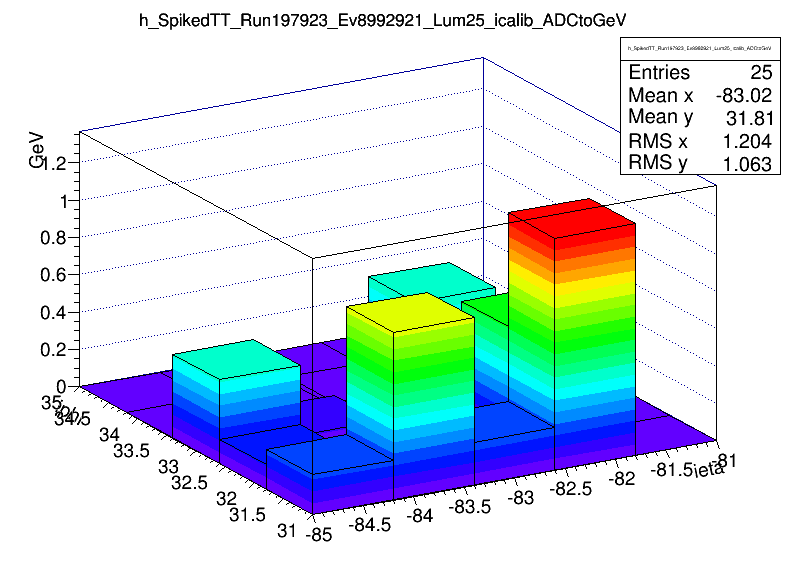 h_SpikedTT_Run197923_Ev8992921_Lum25_icalib_ADCtoGeV
h_SpikedTT_Run197923_Ev8992921_Lum25_icalib_ADCtoGeV
Entries 25
Mean x -83.02
Mean y 31.81
RMS x 1.204
RMS y 1.063
GeV
1.2
1
0.8
0.6
0.4
0.2
0
35
34.5
34
33.5
33
32.5
32
31.5
31
-85
-84.5
-84
-83.5
-83
-82.5
-82
-81.5
-81
ieta